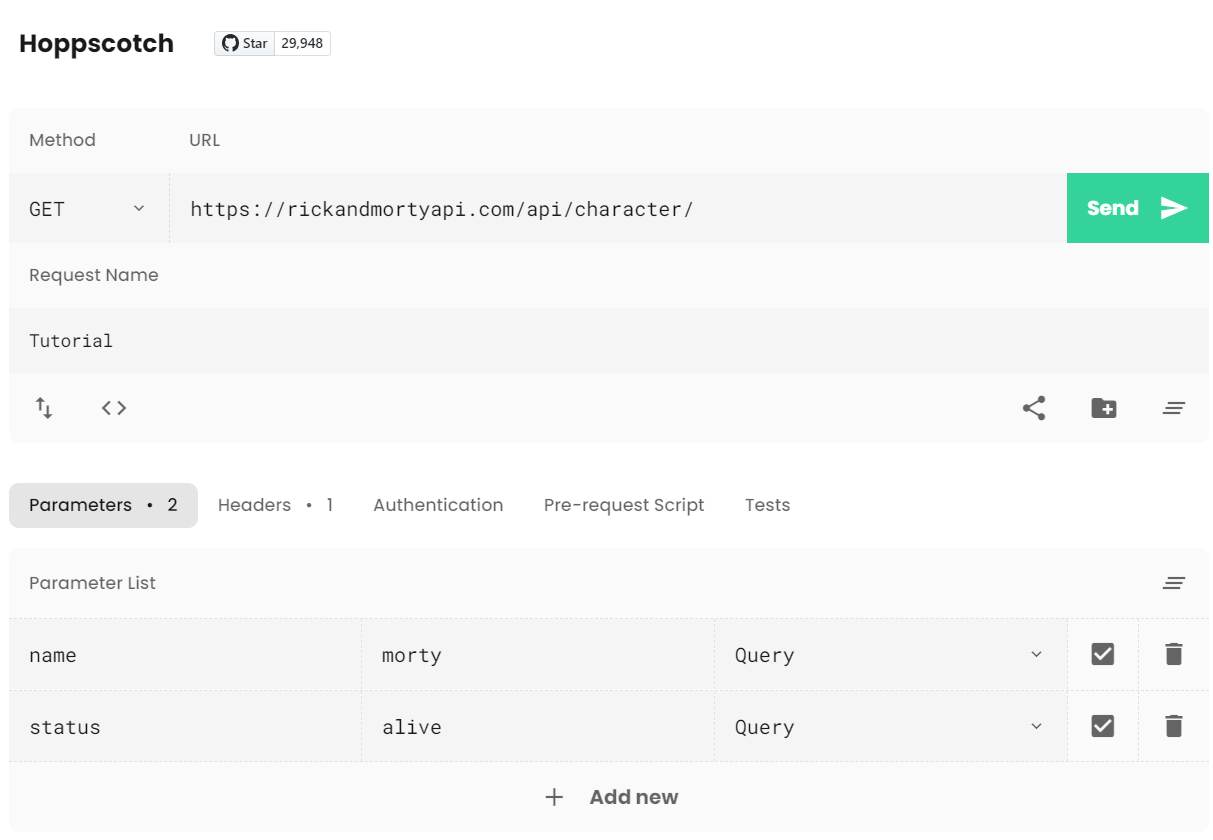 Hoppscotch Star 29,948
Method URL
GET https://rickandmortyapi.com/api/character/ Send
Request Name
Tutorial
Parameters • 2 Headers • 1 Authentication Pre-request Script Tests
Parameter List
name morty Query
status alive Query
Add new